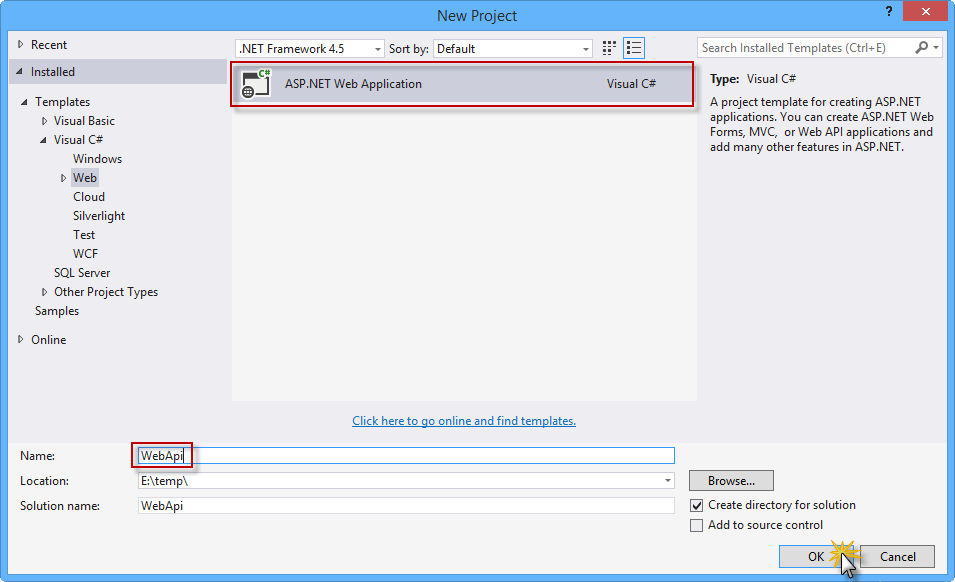 New Project
?
Recent
.NET Framework 4.5
Sort by:
Default
Search Installed Templates (Ctrl+E)
Installed
Templates
Visual Basic
Visual C#
Windows
Web
Cloud
Silverlight
Test
WCF
SQL Server
Other Project Types
Samples
Online
C#
ASP.NET Web Application
Visual C#
Type: Visual C#
A project template for creating ASP.NET
applications. You can create ASP.NET Web
Forms, MVC, or Web API applications and
add many other features in ASP.NET.
Click here to go online and find templates.
Name:
WebApi
Location:
E:\temp\
Browse...
Solution name:
WebApi
Create directory for solution
Add to source control
OK
Cancel